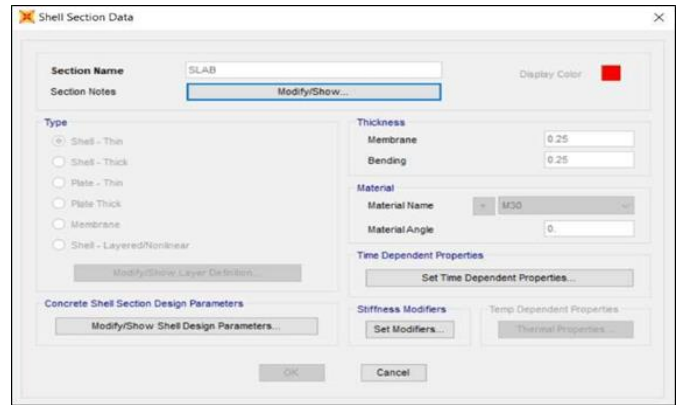 Shell Section Data
Section Name SLAB Display Color
Section Notes Modify/Show...
Type
Shell - Thin
Shell - Thick
Plate - Thin
Plate Thick
Membrane
Shell - Layered/Nonlinear
Modify/Show Layer Definition...
Concrete Shell Section Design Parameters
Modify/Show Shell Design Parameters...
Thickness
Membrane 0.25
Bending 0.25
Material
Material Name + M30
Material Angle 0.
Time Dependent Properties
Set Time Dependent Properties...
Stiffness Modifiers
Set Modifiers...
Temp Dependent Properties
Thermal Properties...
OK Cancel